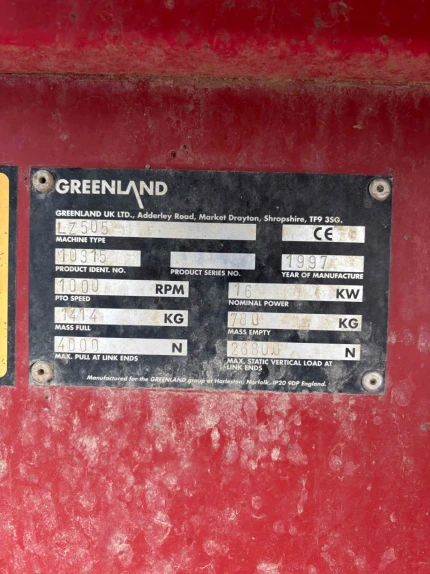 GREENLAND
GREENLAND UK LTD., Adderley Road, Market Drayton, Shropshire, TF9 3SG.
LZ505 CE
MACHINE TYPE
10315 1997
PRODUCT IDENT. NO. PRODUCT SERIES NO. YEAR OF MANUFACTURE
1000 RPM 16 KW
PTO SPEED NOMINAL POWER
1414 KG KG
MASS FULL MASS EMPTY
4000 N N
MAX. PULL AT LINK ENDS MAX. STATIC VERTICAL LOAD AT
LINK ENDS
Manufactured for the GREENLAND group at Harleston, Norfolk. IP20 9DP England.